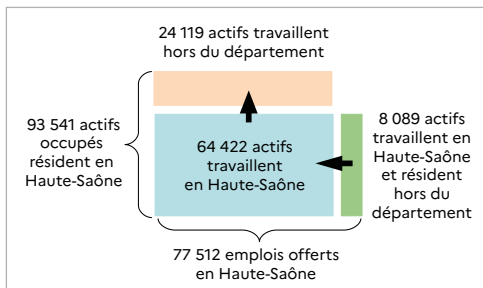 24 119 actifs travaillent
hors du département
93 541 actifs
occupés
résident en
Haute-Saône
64 422 actifs
travaillent
en Haute-Saône
8 089 actifs
travaillent en
Haute-Saône
et résident
hors du
département
77 512 emplois offerts
en Haute-Saône